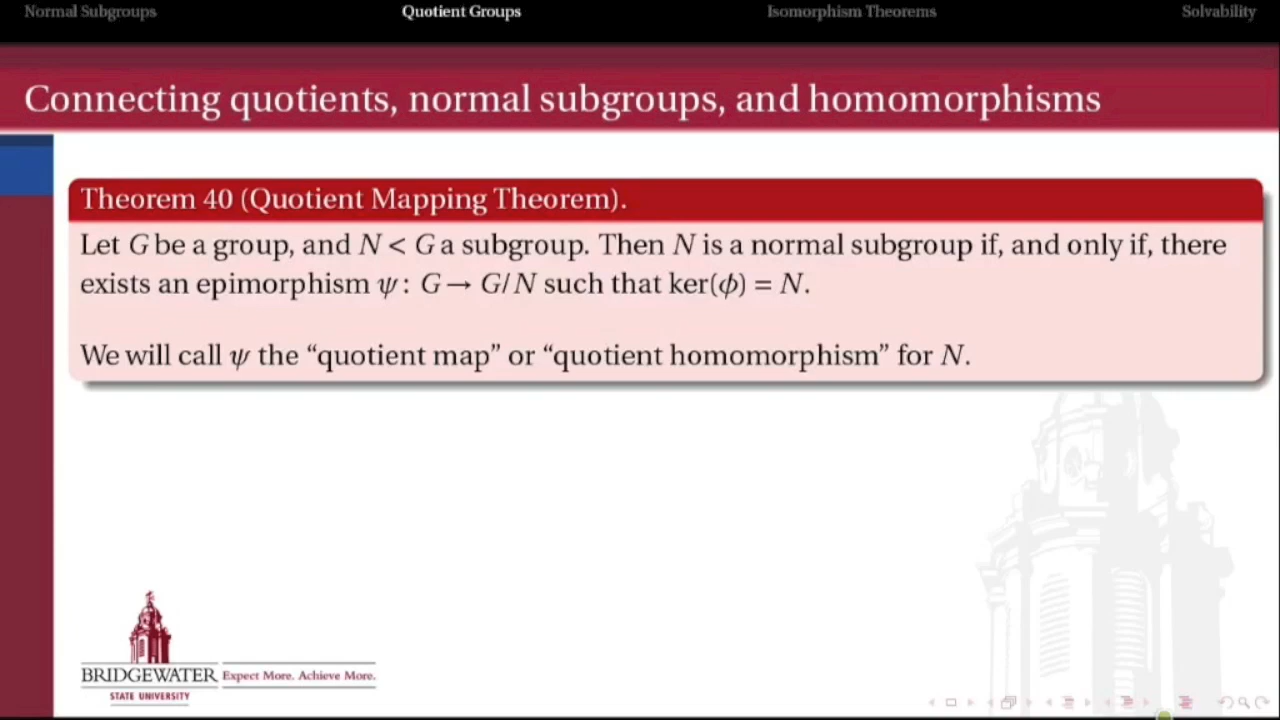 Normal Subgroups Quotient Groups Isomorphism Theorems Solvability
Connecting quotients, normal subgroups, and homomorphisms
Theorem 40 (Quotient Mapping Theorem).
Let G be a group, and N < G a subgroup. Then N is a normal subgroup if, and only if, there
exists an epimorphism ψ: G → G/N such that ker(ϕ) = N.
We will call ψ the “quotient map” or “quotient homomorphism” for N.
BRIDGEWATER Expect More. Achieve More.
STATE UNIVERSITY